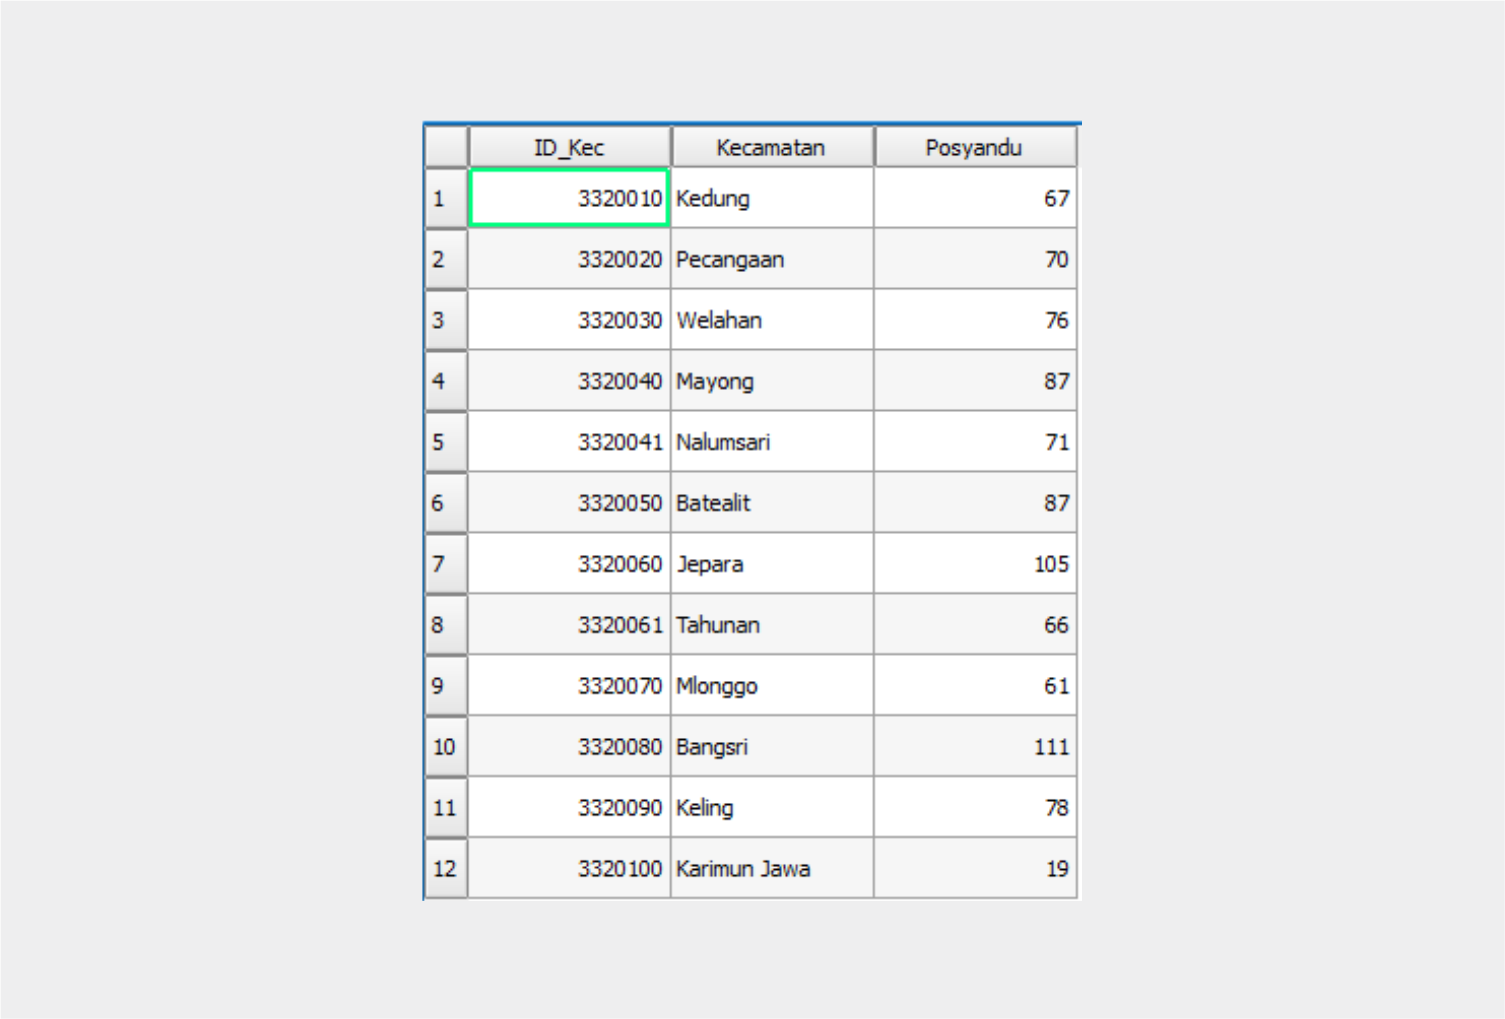 ID_Kec Kecamatan Posyandu
1 3320010 Kedung 67
2 3320020 Pecangaan 70
3 3320030 Welahan 76
4 3320040 Mayong 87
5 3320041 Nalumsari 71
6 3320050 Batealit 87
7 3320060 Jepara 105
8 3320061 Tahunan 66
9 3320070 Mlonggo 61
10 3320080 Bangsri 111
11 3320090 Keling 78
12 3320100 Karimun Jawa 19